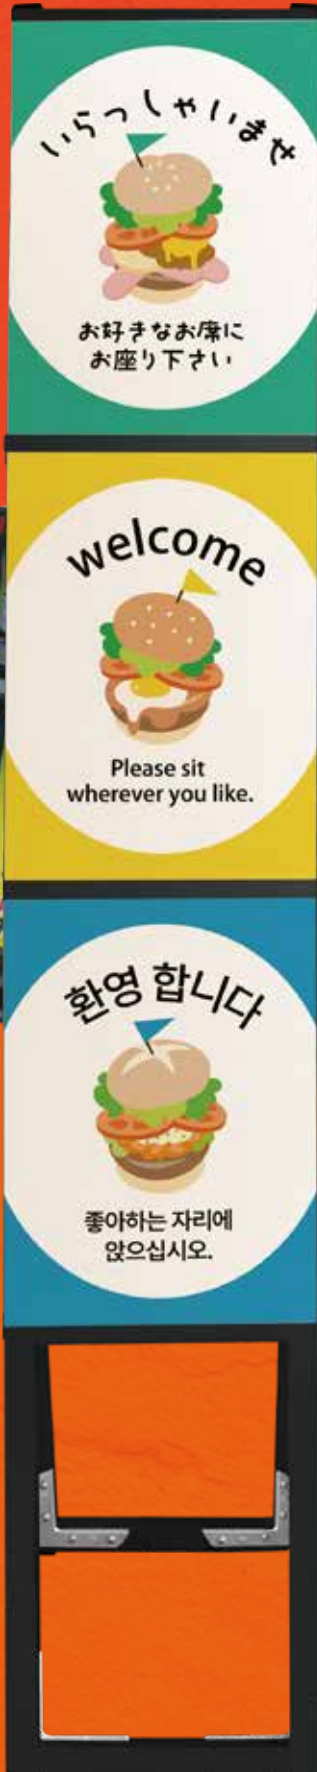 いらっしゃいませ
お好きなお席に
お座り下さい
welcome
Please sit
wherever you like.
환영 합니다
좋아하는 자리에
앉으십시오.